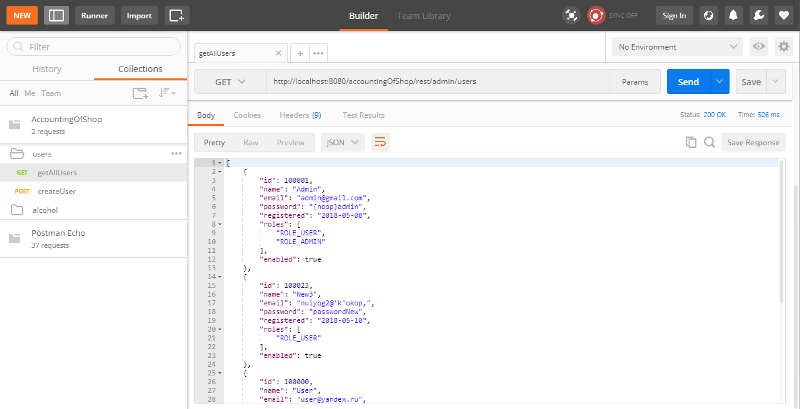 NEW Runner Import Builder Team Library SYNC OFF Sign In
Filter
History Collections
All Me Team
AccountingOfShop
2 requests
users •••
GET getAllUsers
POST createUser
alcohol
Postman Echo
37 requests
getAllUsers × + •••
No Environment
GET http://localhost:8080/accountingOfShop/rest/admin/users Params Send Save
Body Cookies Headers (9) Test Results Status: 200 OK Time: 526 ms
Pretty Raw Preview JSON Save Response
1 [
2 {
3 "id": 100001,
4 "name": "Admin",
5 "email": "admin@gmail.com",
6 "password": "{noop}admin",
7 "registered": "2018-05-08",
8 "roles": [
9 "ROLE_USER",
10 "ROLE_ADMIN"
11 ],
12 "enabled": true
13 },
14 {
15 "id": 100023,
16 "name": "New3",
17 "email": "nuiybg2@'k'okop,",
18 "password": "passwordNew",
19 "registered": "2018-05-10",
20 "roles": [
21 "ROLE_USER"
22 ],
23 "enabled": true
24 },
25 {
26 "id": 100000,
27 "name": "User",
28 "email": "user@yandex.ru",